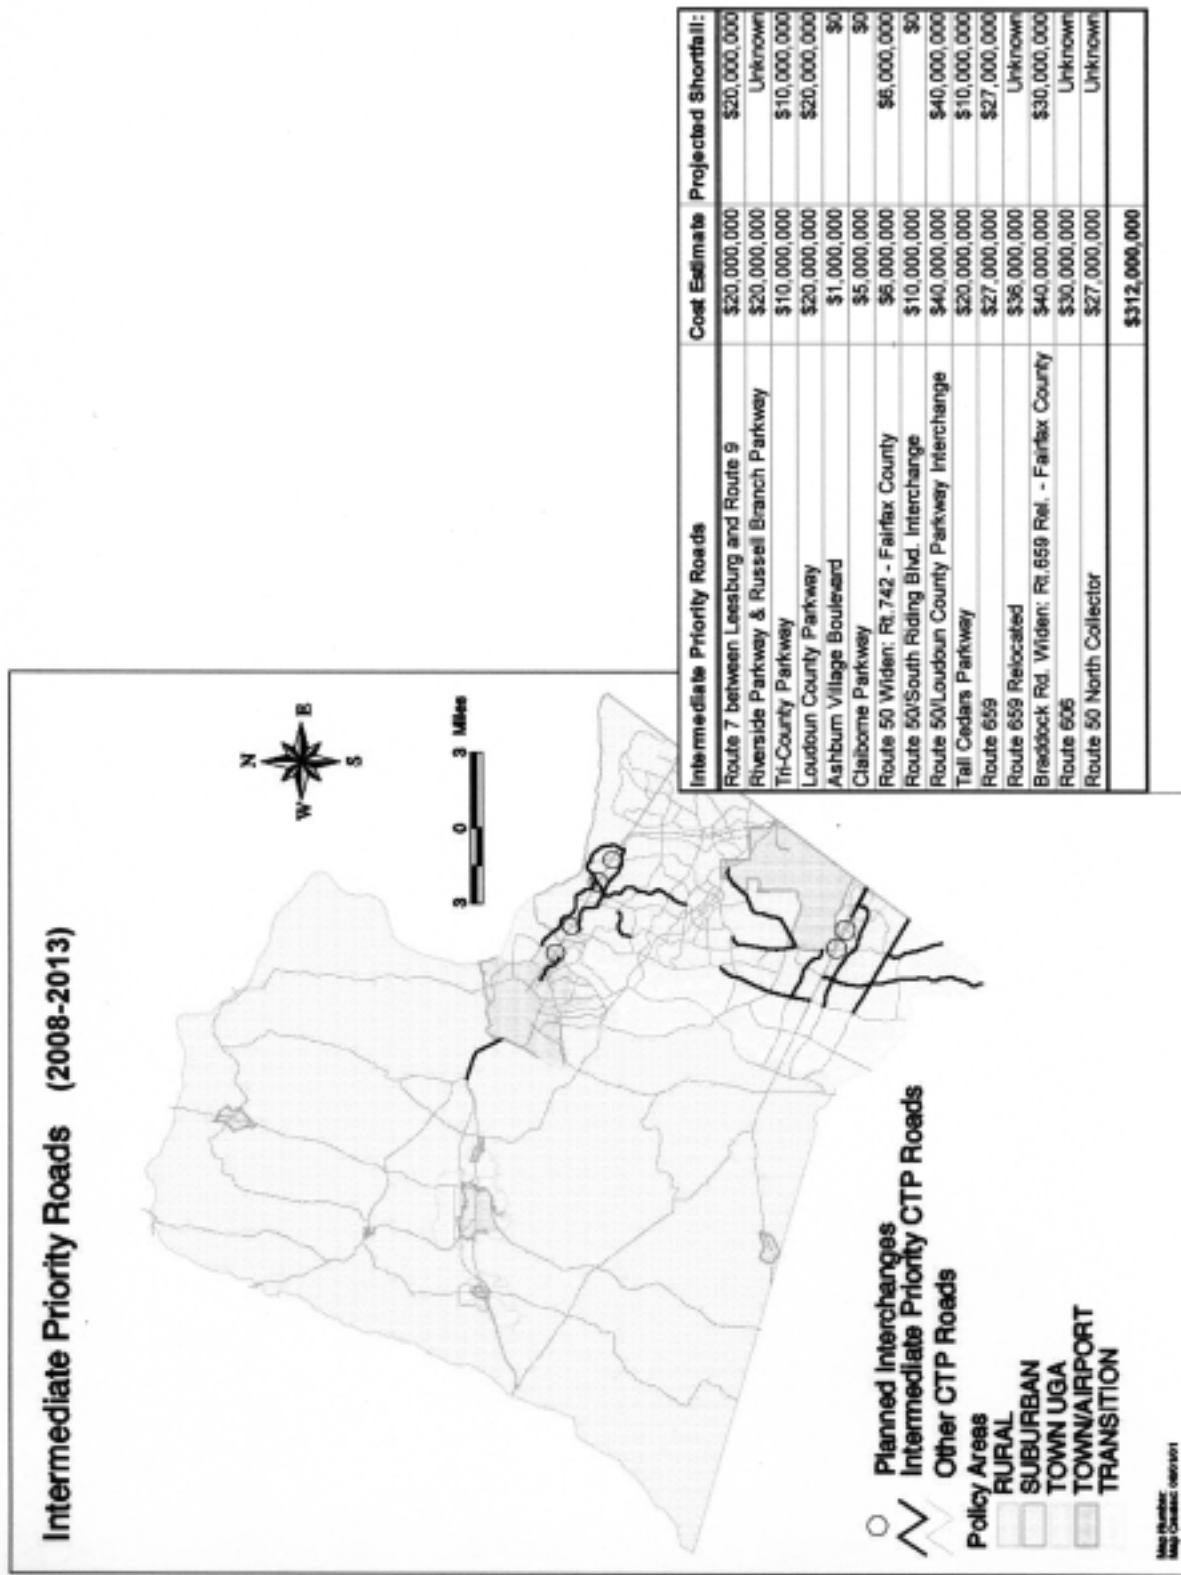 Intermediate Priority Roads (2008-2013)
N
W E
S
3 0 3 Miles
Planned Interchanges
Intermediate Priority CTP Roads
Other CTP Roads
Policy Areas
RURAL
SUBURBAN
TOWN UGA
TOWN/AIRPORT
TRANSITION
Map Number:
Map Created:
Intermediate Priority Roads Cost Estimate Projected Shortfall:
Route 7 between Leesburg and Route 9 $20,000,000 $20,000,000
Riverside Parkway & Russell Branch Parkway $20,000,000 Unknown
Tri-County Parkway $10,000,000 $10,000,000
Loudoun County Parkway $20,000,000 $20,000,000
Ashburn Village Boulevard $1,000,000 $0
Claiborne Parkway $5,000,000 $0
Route 50 Widen: Rt.742 - Fairfax County $6,000,000 $6,000,000
Route 50/South Riding Blvd. Interchange $10,000,000 $0
Route 50/Loudoun County Parkway Interchange $40,000,000 $40,000,000
Tall Cedars Parkway $20,000,000 $10,000,000
Route 659 $27,000,000 $27,000,000
Route 659 Relocated $36,000,000 Unknown
Braddock Rd. Widen: Rt.659 Rel. - Fairfax County $40,000,000 $30,000,000
Route 606 $30,000,000 Unknown
Route 50 North Collector $27,000,000 Unknown
$312,000,000